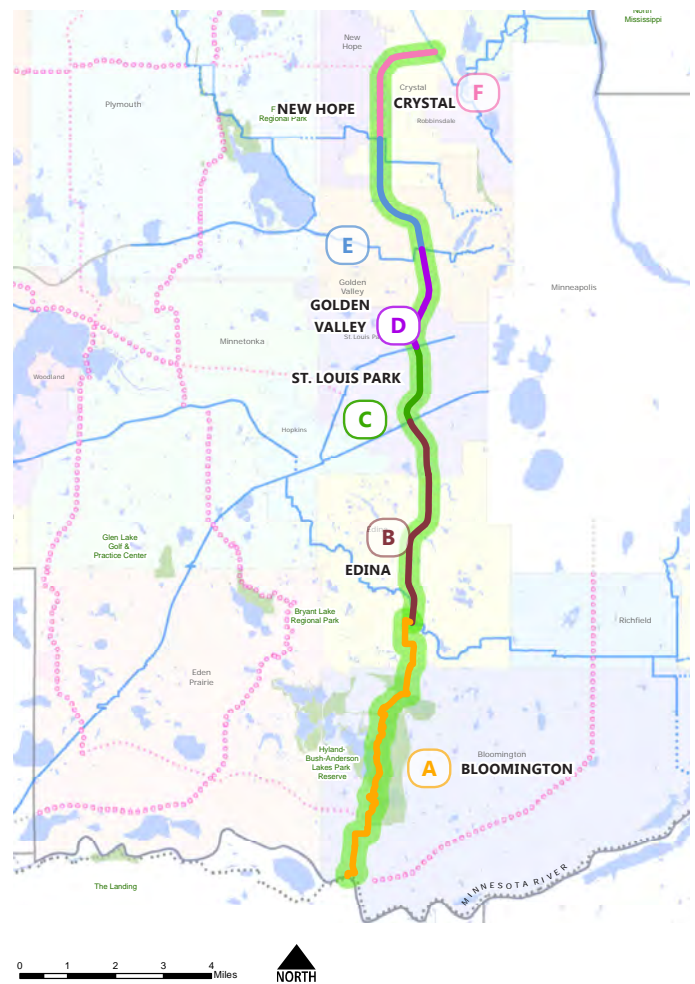 North
Mississippi
New
Hope
Plymouth
F
Regional Park
NEW HOPE
Crystal
CRYSTAL
F
Robbinsdale
E
Golden
Valley
Minneapolis
GOLDEN
VALLEY
D
St. Louis Pa
Minnetonka
ST. LOUIS PARK
Woodland
C
Hopkins
B
Glen Lake
Golf &
Practice Center
EDINA
Bryant Lake
Regional Park
Richfield
Eden
Prairie
Hyland-
Bush-Anderson
Lakes Park
Reserve
A
Bloomington
BLOOMINGTON
The Landing
MINNESOTA RIVER
0 1 2 3 4
Miles
NORTH